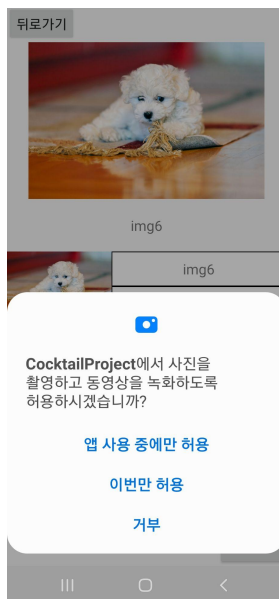 뒤로가기
img6
img6
CocktailProject에서 사진을
촬영하고 동영상을 녹화하도록
허용하시겠습니까?
앱 사용 중에만 허용
이번만 허용
거부